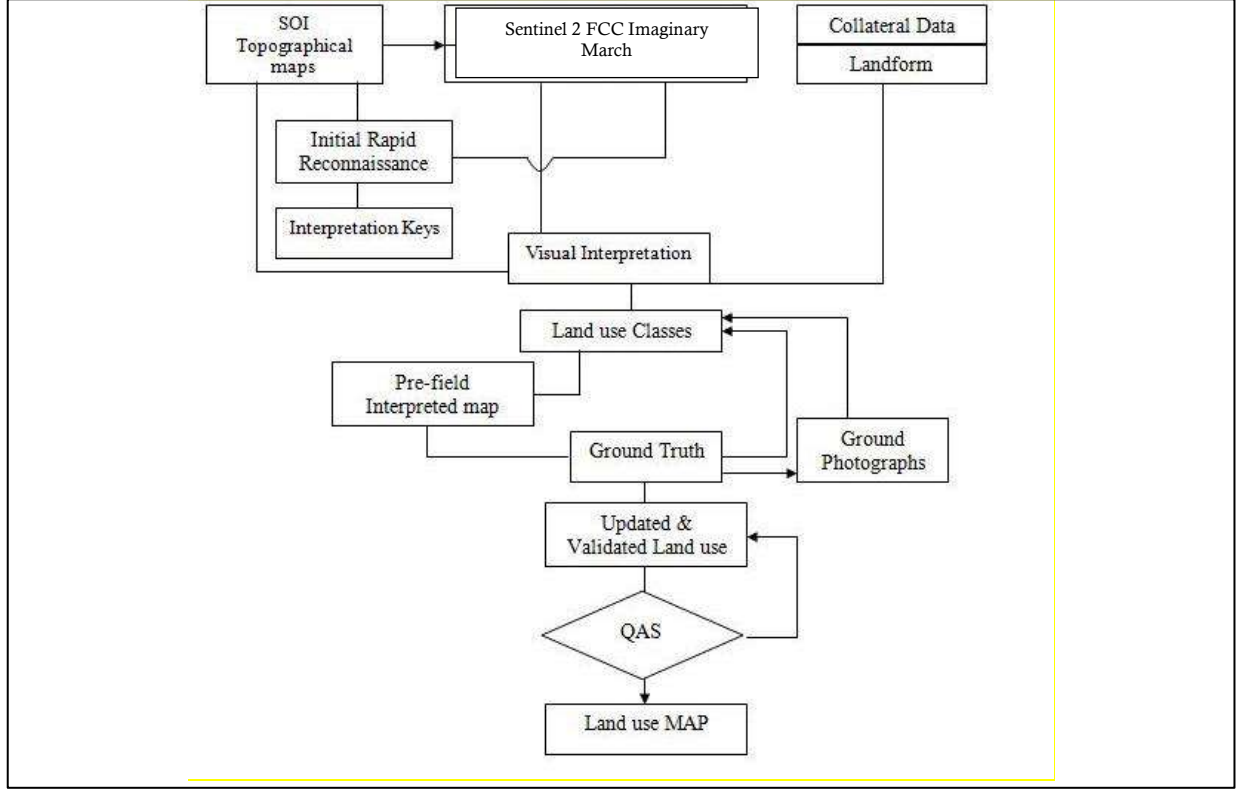 SOI
Topographical
maps
Sentinel 2 FCC Imaginary
March
Collateral Data
Landform
Initial Rapid
Reconnaissance
Interpretation Keys
Visual Interpretation
Land use Classes
Pre-field
Interpreted map
Ground Truth
Ground
Photographs
Updated &
Validated Land use
QAS
Land use MAP